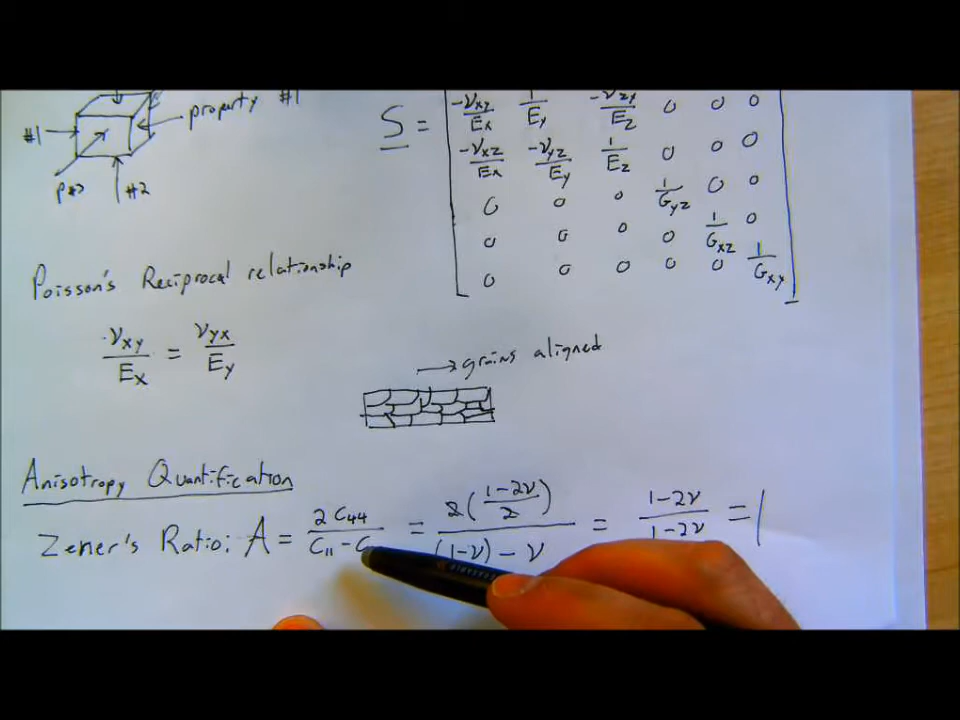 property #1
#1
#2
S =
-νxy/Ex 1/Ey -νzy/Ez 0 0 0
-νxz/Ex -νyz/Ey 1/Ez 0 0 0
0 0 0 1/Gyz 0 0
0 0 0 0 1/Gxz 0
0 0 0 0 0 1/Gxy
Poisson's Reciprocal relationship
νxy/Ex = νyx/Ey
→ grains aligned
Anisotropy Quantification
Zener's Ratio: A = 2C44/(C11 - C = 2((1-2ν)/2)/((1-ν) - ν = (1-2ν)/(1-2ν) = 1